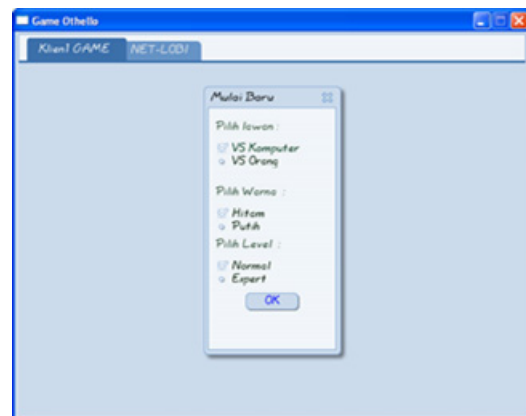 Game Othello
Klien1 GAME NET-LOBI
Mulai Baru
Pilih lawan :
VS Komputer
VS Orang
Pilih Warna :
Hitam
Putih
Pilih Level :
Normal
Expert
OK